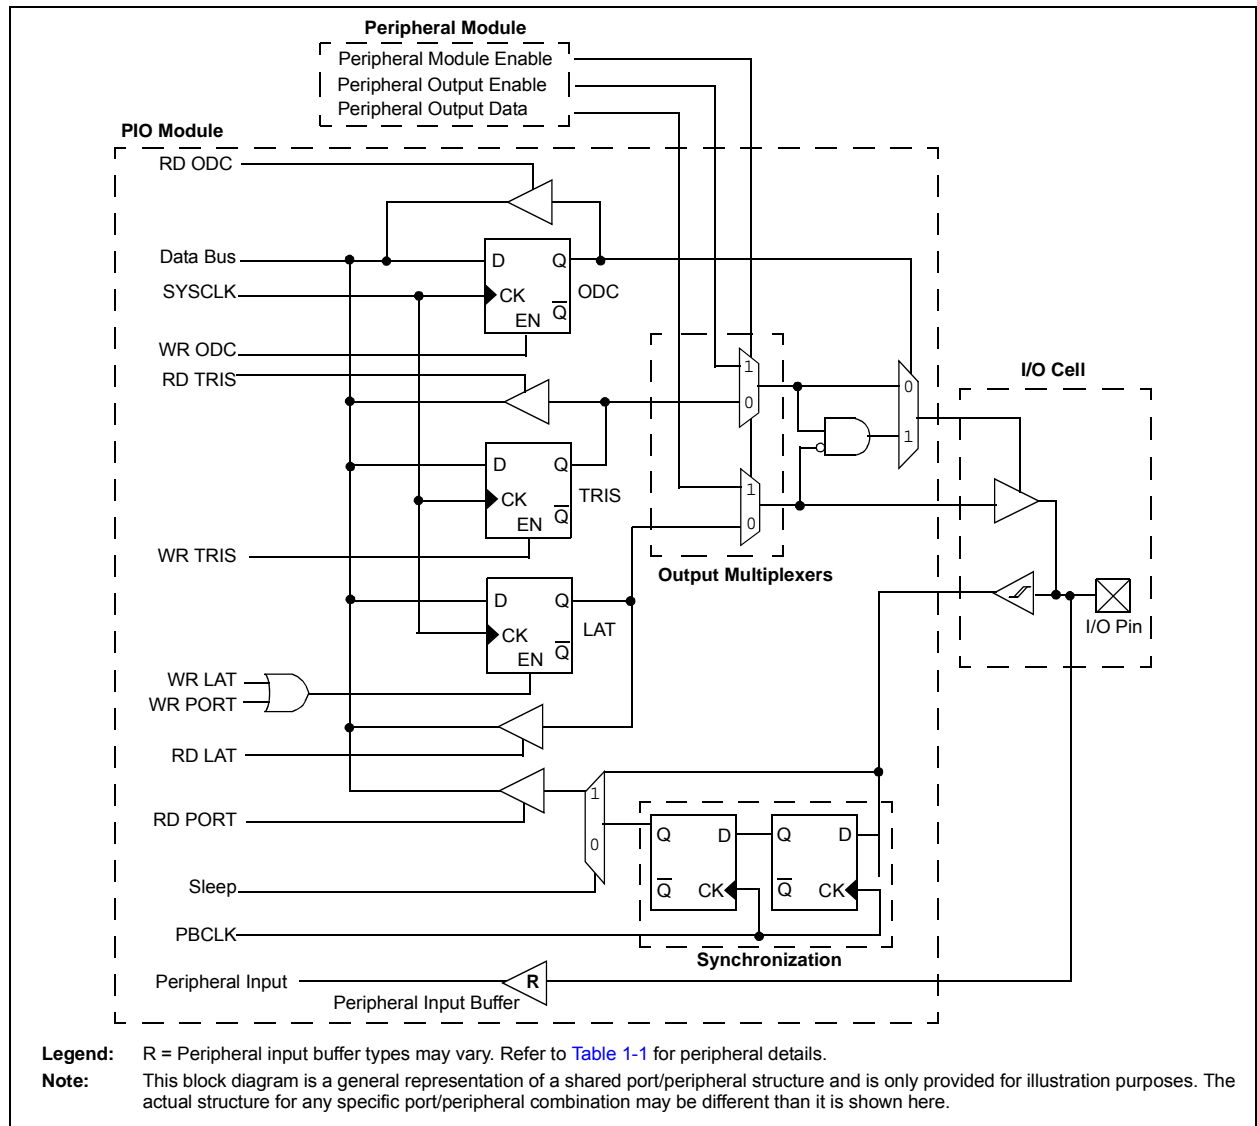 Peripheral Module
Peripheral Module Enable
Peripheral Output Enable
Peripheral Output Data
PIO Module
RD ODC
Data Bus
D Q
SYSCLK
CK
ODC
Q
EN
WR ODC
RD TRIS
1
0
I/O Cell
0
1
D Q
CK
TRIS
Q
EN
1
0
WR TRIS
Output Multiplexers
D Q
CK
LAT
Q
EN
I/O Pin
WR LAT
WR PORT
RD LAT
RD PORT
1
0
Q D
Q D
Q CK
Q CK
Sleep
PBCLK
Synchronization
Peripheral Input
R
Peripheral Input Buffer
Legend: R = Peripheral input buffer types may vary. Refer to Table 1-1 for peripheral details.
Note: This block diagram is a general representation of a shared port/peripheral structure and is only provided for illustration purposes. The
actual structure for any specific port/peripheral combination may be different than it is shown here.